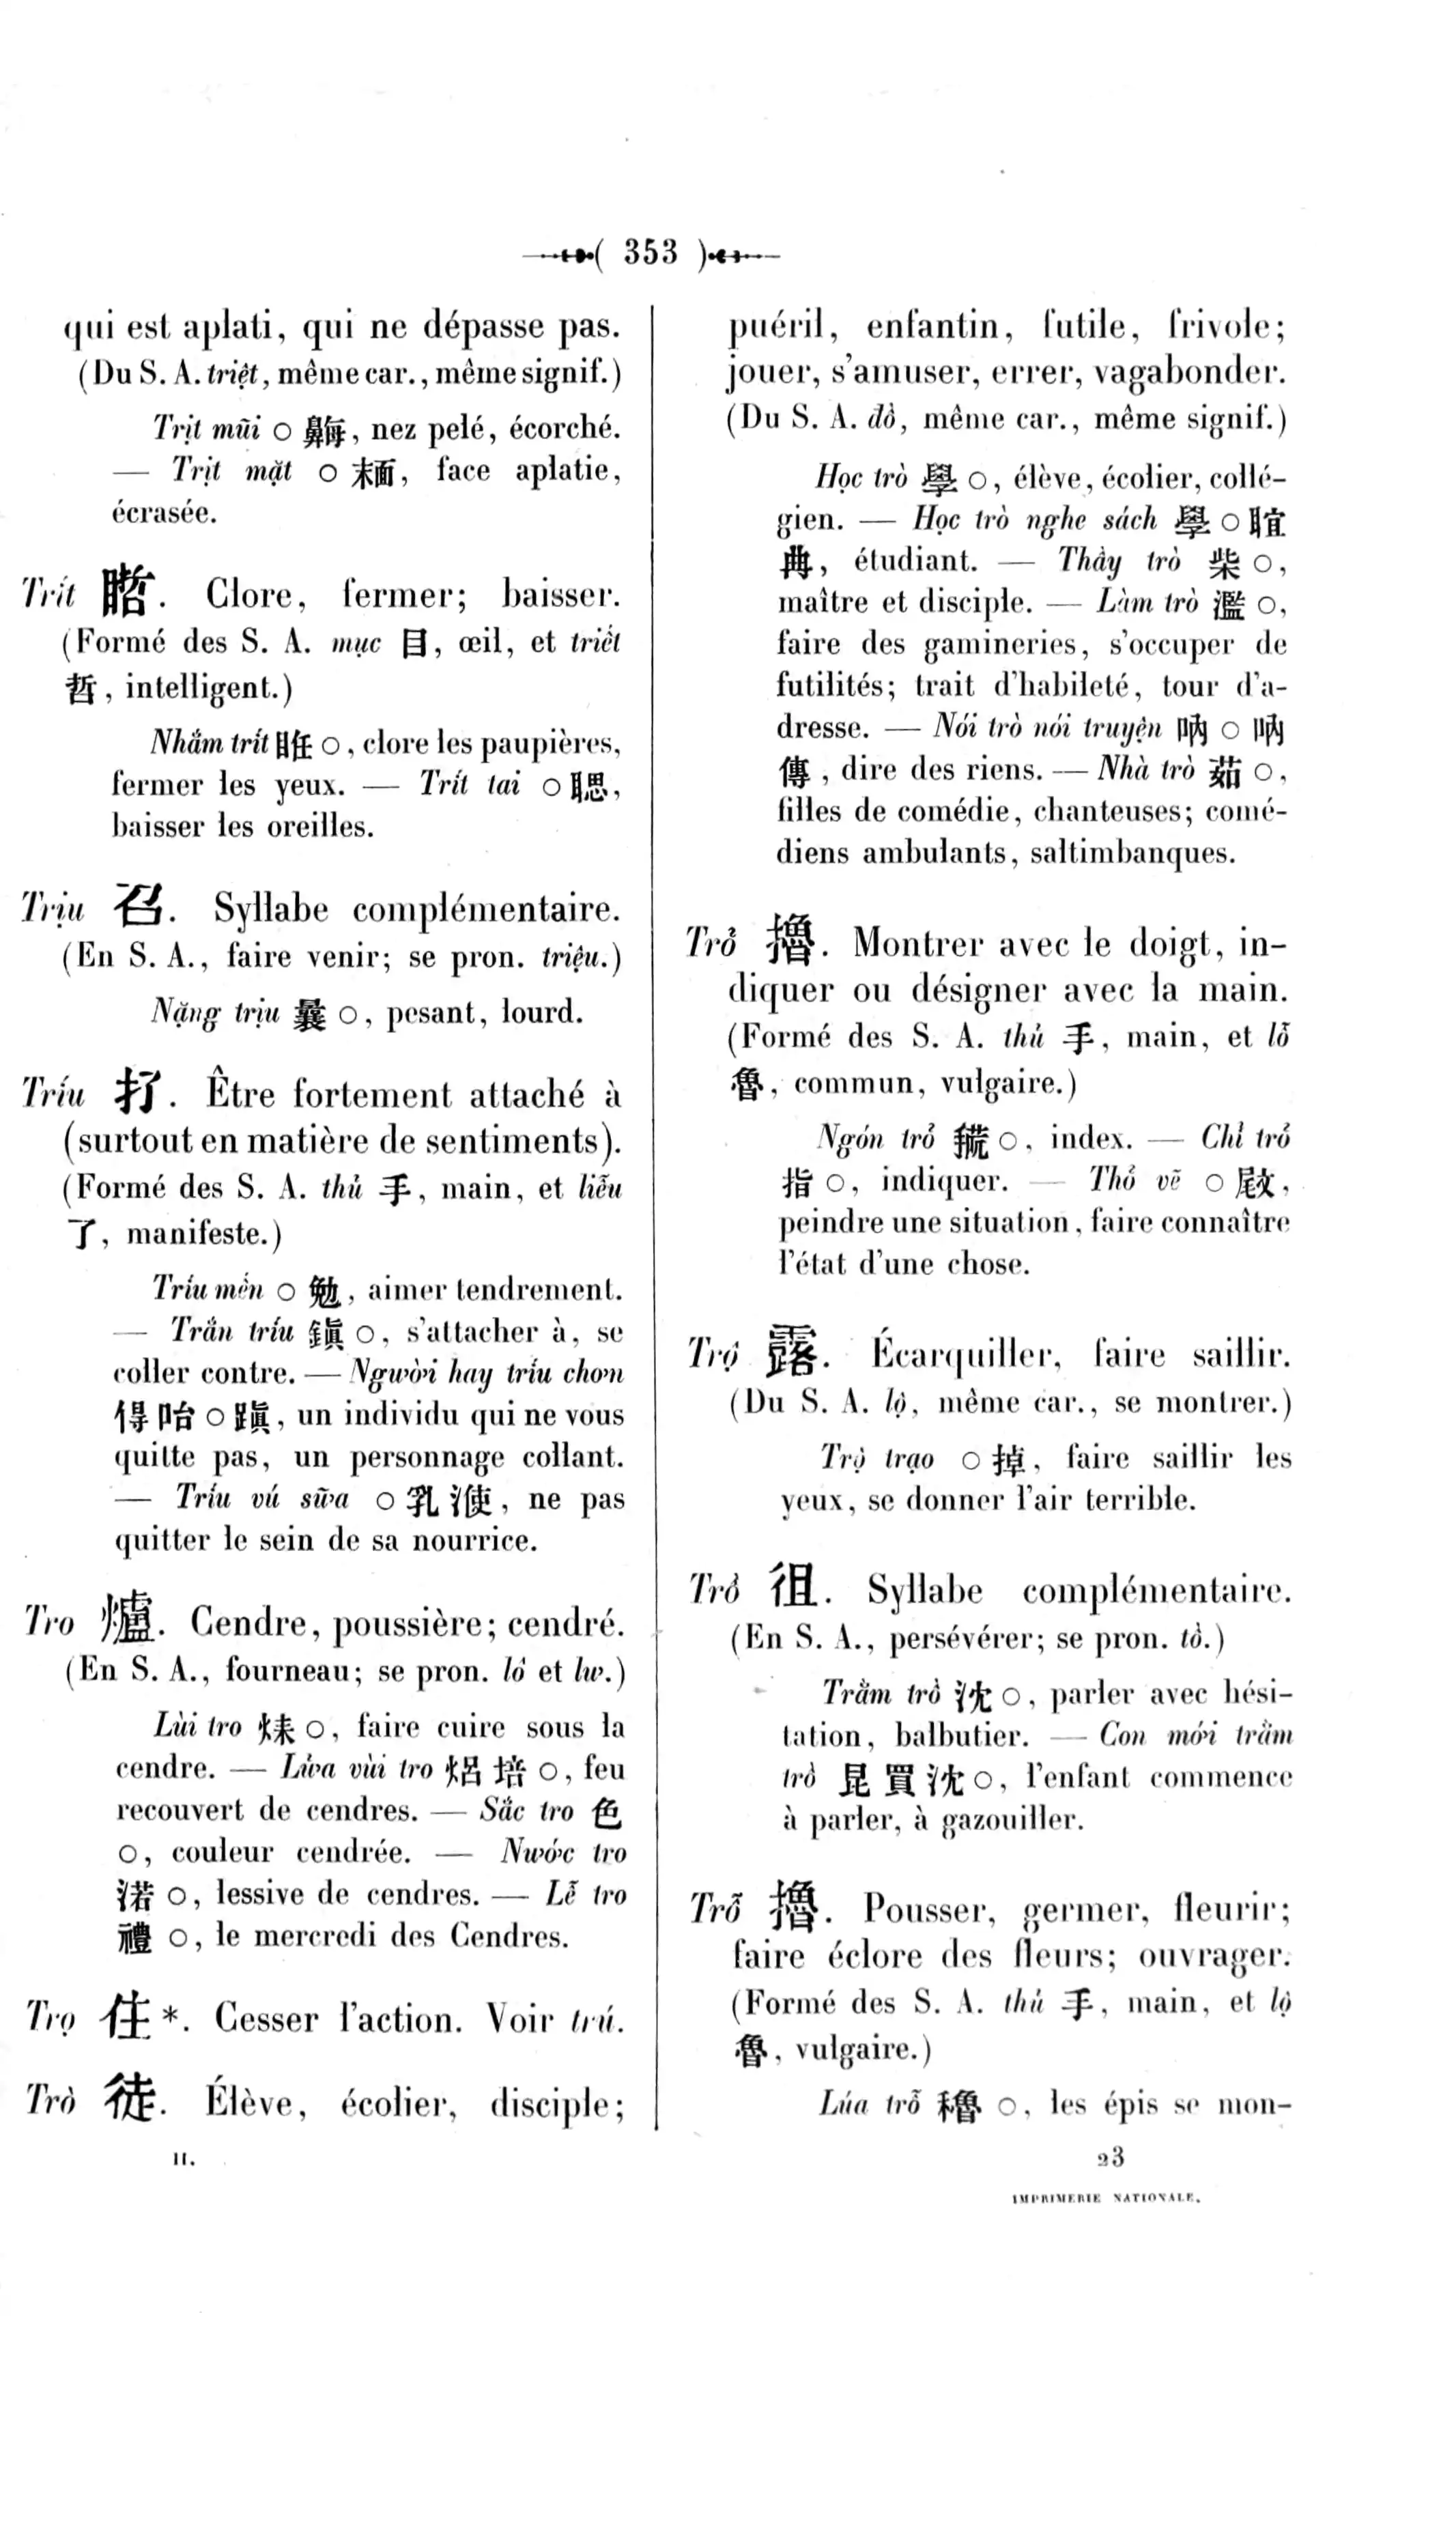 ( 353 )
qui est aplati, qui ne dépasse pas.
(Du S. A. triệt, même car., même signif.)
Trịt mũi ○ 𪖫, nez pelé, écorché.
— Trịt mặt ○ 𩈘, face aplatie,
écrasée.
Trít. Clore, fermer; baisser.
(Formé des S. A. mục 目, œil, et triết
哲, intelligent.)
Nhắm trít ○, clore les paupières,
fermer les yeux. — Trít tai ○ 𦖻,
baisser les oreilles.
Trịu 召. Syllabe complémentaire.
(En S. A., faire venir; se pron. triệu.)
Nặng trịu 曩 ○, pesant, lourd.
Tríu. Être fortement attaché à
(surtout en matière de sentiments).
(Formé des S. A. thủ 手, main, et liễu
了, manifeste.)
Tríu mến ○ 勉, aimer tendrement.
— Trắn tríu 鎭 ○, s'attacher à, se
coller contre. — Người hay tríu chơn
得 咍 ○ 蹎, un individu qui ne vous
quitte pas, un personnage collant.
— Tríu vú sữa ○ 乳 𣻆, ne pas
quitter le sein de sa nourrice.
Tro 爐. Cendre, poussière; cendré.
(En S. A., fourneau; se pron. lô et lư.)
Lùi tro ○, faire cuire sous la
cendre. — Lửa vùi tro 焒 培 ○, feu
recouvert de cendres. — Sắc tro 色
○, couleur cendrée. — Nước tro
渃 ○, lessive de cendres. — Lễ tro
禮 ○, le mercredi des Cendres.
Trọ 住*. Cesser l'action. Voir trú.
Trò 徒. Élève, écolier, disciple;
II.
puéril, enfantin, futile, frivole;
jouer, s'amuser, errer, vagabonder.
(Du S. A. đồ, même car., même signif.)
Học trò 學 ○, élève, écolier, collé-
gien. — Học trò nghe sách 學 ○ 𦖑
冊, étudiant. — Thầy trò 柴 ○,
maître et disciple. — Làm trò 濫 ○,
faire des gamineries, s'occuper de
futilités; trait d'habileté, tour d'a-
dresse. — Nói trò nói truyện 呐 ○ 呐
傳, dire des riens. — Nhà trò 茹 ○,
filles de comédie, chanteuses; comé-
diens ambulants, saltimbanques.
Trỏ 擼. Montrer avec le doigt, in-
diquer ou désigner avec la main.
(Formé des S. A. thủ 手, main, et lỗ
魯, commun, vulgaire.)
Ngón trỏ ○, index. — Chỉ trỏ
指 ○, indiquer. — Thỏ vẽ ○, 
peindre une situation, faire connaître
l'état d'une chose.
Trộ 露. Écarquiller, faire saillir.
(Du S. A. lộ, même car., se montrer.)
Trộ trạo ○ 掉, faire saillir les
yeux, se donner l'air terrible.
Trồ 徂. Syllabe complémentaire.
(En S. A., persévérer; se pron. tồ.)
Trầm trồ 沈 ○, parler avec hési-
tation, balbutier. — Con mới trầm
trồ 昆 買 沈 ○, l'enfant commence
à parler, à gazouiller.
Trỗ 擼. Pousser, germer, fleurir;
faire éclore des fleurs; ouvrager.
(Formé des S. A. thủ 手, main, et lộ
魯, vulgaire.)
Lúa trỗ 穭 ○, les épis se mon-
23
IMPRIMERIE NATIONALE.